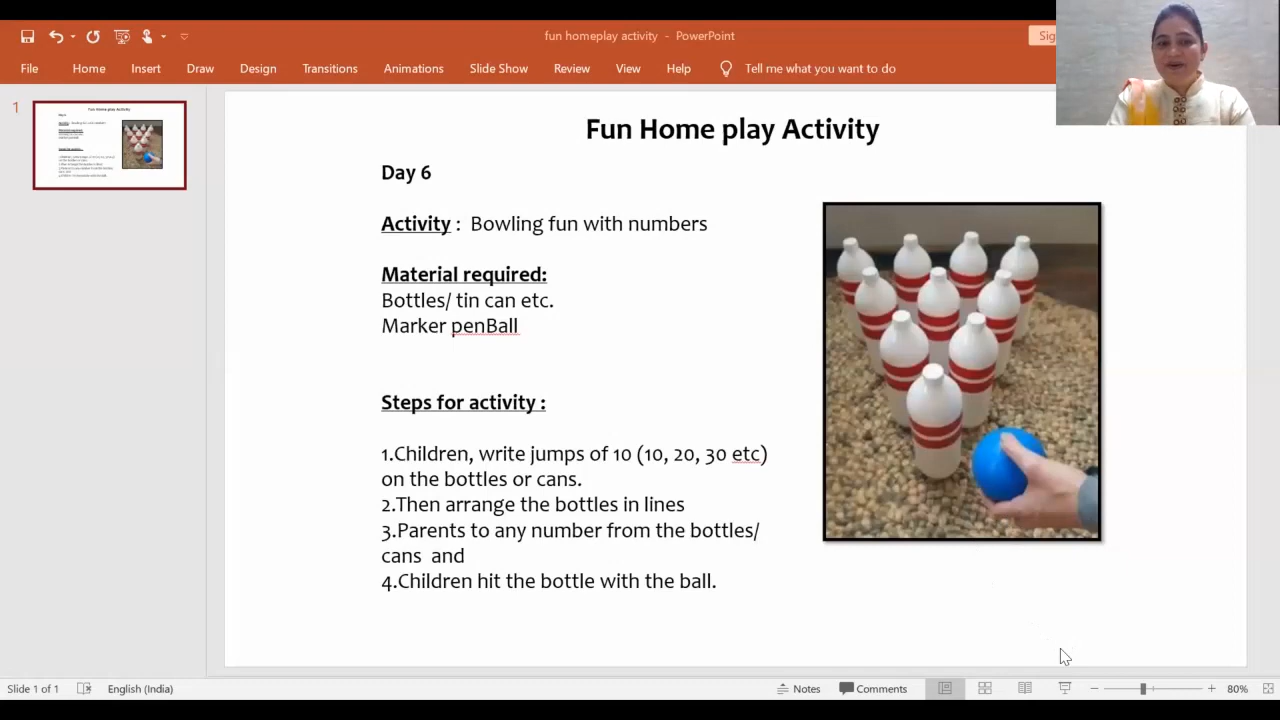 fun homeplay activity - PowerPoint
File Home Insert Draw Design Transitions Animations Slide Show Review View Help Tell me what you want to do
1
Fun Home play Activity
Day 6
Activity : Bowling fun with numbers
Material required:
Bottles/ tin can etc.
Marker penBall
Steps for activity :
1.Children, write jumps of 10 (10, 20, 30 etc)
on the bottles or cans.
2.Then arrange the bottles in lines
3.Parents to any number from the bottles/
cans and
4.Children hit the bottle with the ball.
Slide 1 of 1 English (India) Notes Comments 80%